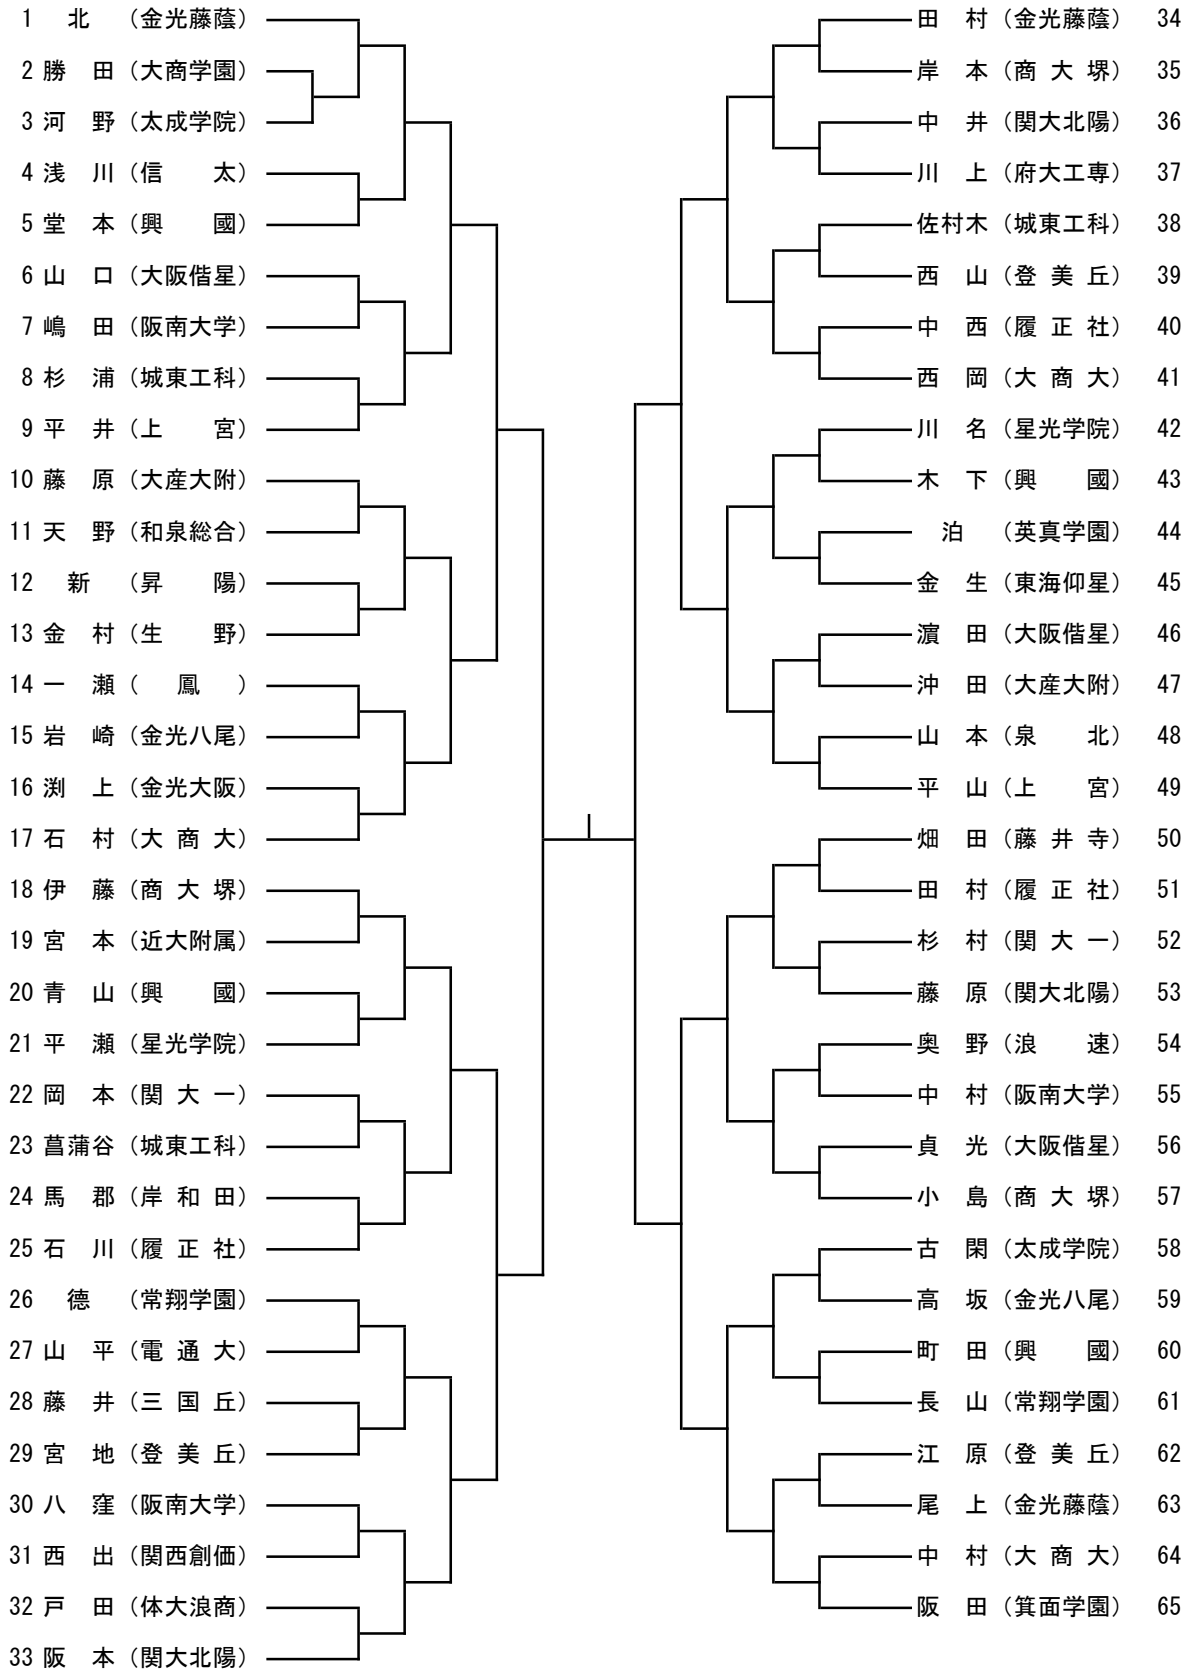 1 北 （金光藤蔭）
2 勝 田（大商学園）
3 河 野（太成学院）
4 浅 川（信 太）
5 堂 本（興 國）
6 山 口（大阪偕星）
7 嶋 田（阪南大学）
8 杉 浦（城東工科）
9 平 井（上 宮）
10 藤 原（大産大附）
11 天 野（和泉総合）
12 新 （昇 陽）
13 金 村（生 野）
14 一 瀬（ 鳳 ）
15 岩 崎（金光八尾）
16 渕 上（金光大阪）
17 石 村（大 商 大）
18 伊 藤（商 大 堺）
19 宮 本（近大附属）
20 青 山（興 國）
21 平 瀬（星光学院）
22 岡 本（関 大 一）
23 菖蒲谷（城東工科）
24 馬 郡（岸 和 田）
25 石 川（履 正 社）
26 德 （常翔学園）
27 山 平（電 通 大）
28 藤 井（三 国 丘）
29 宮 地（登 美 丘）
30 八 窪（阪南大学）
31 西 出（関西創価）
32 戸 田（体大浪商）
33 阪 本（関大北陽）
田 村（金光藤蔭） 34
岸 本（商 大 堺） 35
中 井（関大北陽） 36
川 上（府大工専） 37
佐村木（城東工科） 38
西 山（登 美 丘） 39
中 西（履 正 社） 40
西 岡（大 商 大） 41
川 名（星光学院） 42
木 下（興 國） 43
泊 （英真学園） 44
金 生（東海仰星） 45
濵 田（大阪偕星） 46
沖 田（大産大附） 47
山 本（泉 北） 48
平 山（上 宮） 49
畑 田（藤 井 寺） 50
田 村（履 正 社） 51
杉 村（関 大 一） 52
藤 原（関大北陽） 53
奥 野（浪 速） 54
中 村（阪南大学） 55
貞 光（大阪偕星） 56
小 島（商 大 堺） 57
古 閑（太成学院） 58
高 坂（金光八尾） 59
町 田（興 國） 60
長 山（常翔学園） 61
江 原（登 美 丘） 62
尾 上（金光藤蔭） 63
中 村（大 商 大） 64
阪 田（箕面学園） 65